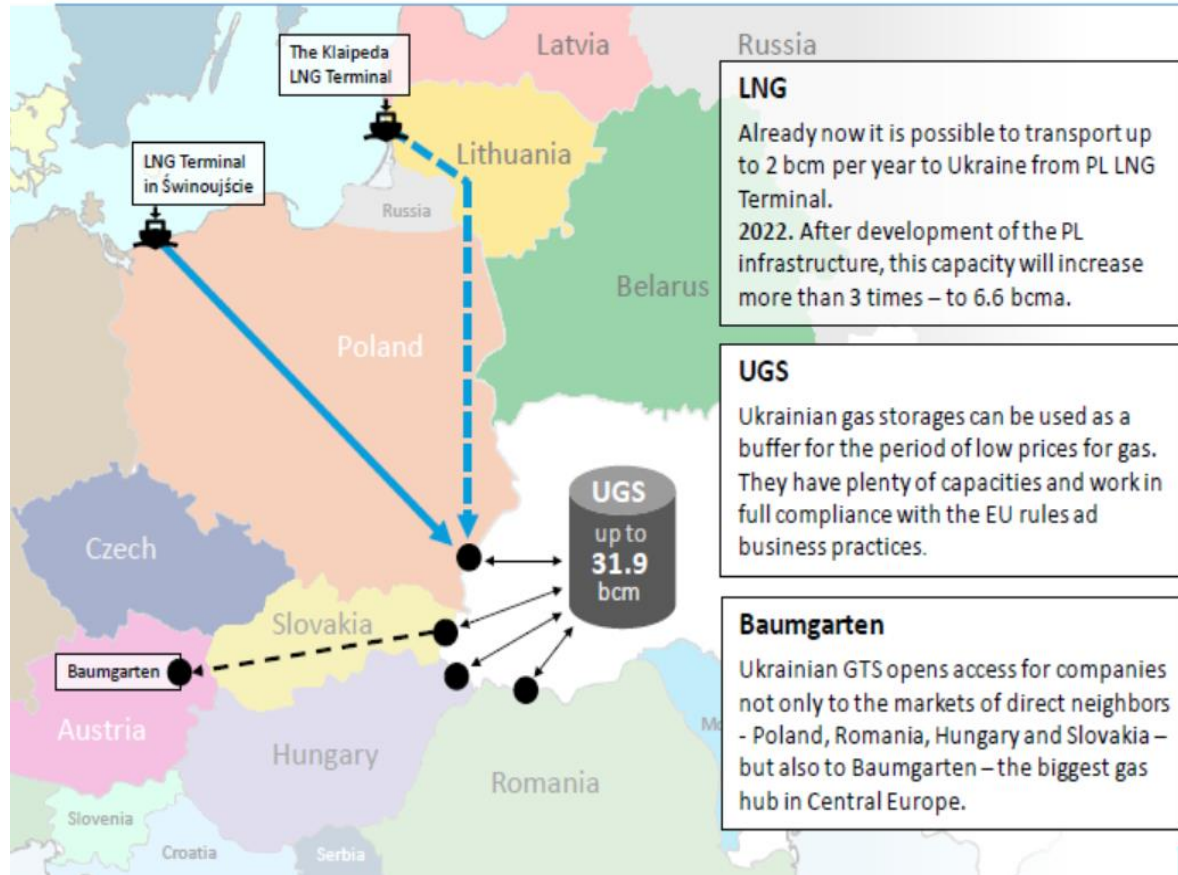 The Klaipeda
LNG Terminal
Latvia
Russia
LNG Terminal
in Świnoujście
Lithuania
Russia
Belarus
Poland
Czech
Slovakia
Baumgarten
Austria
Hungary
Romania
Mo
Slovenia
Croatia
Serbia
UGS
up to
31.9
bcm
LNG
Already now it is possible to transport up
to 2 bcm per year to Ukraine from PL LNG
Terminal.
2022. After development of the PL
infrastructure, this capacity will increase
more than 3 times – to 6.6 bcma.
UGS
Ukrainian gas storages can be used as a
buffer for the period of low prices for gas.
They have plenty of capacities and work in
full compliance with the EU rules ad
business practices.
Baumgarten
Ukrainian GTS opens access for companies
not only to the markets of direct neighbors
- Poland, Romania, Hungary and Slovakia –
but also to Baumgarten – the biggest gas
hub in Central Europe.